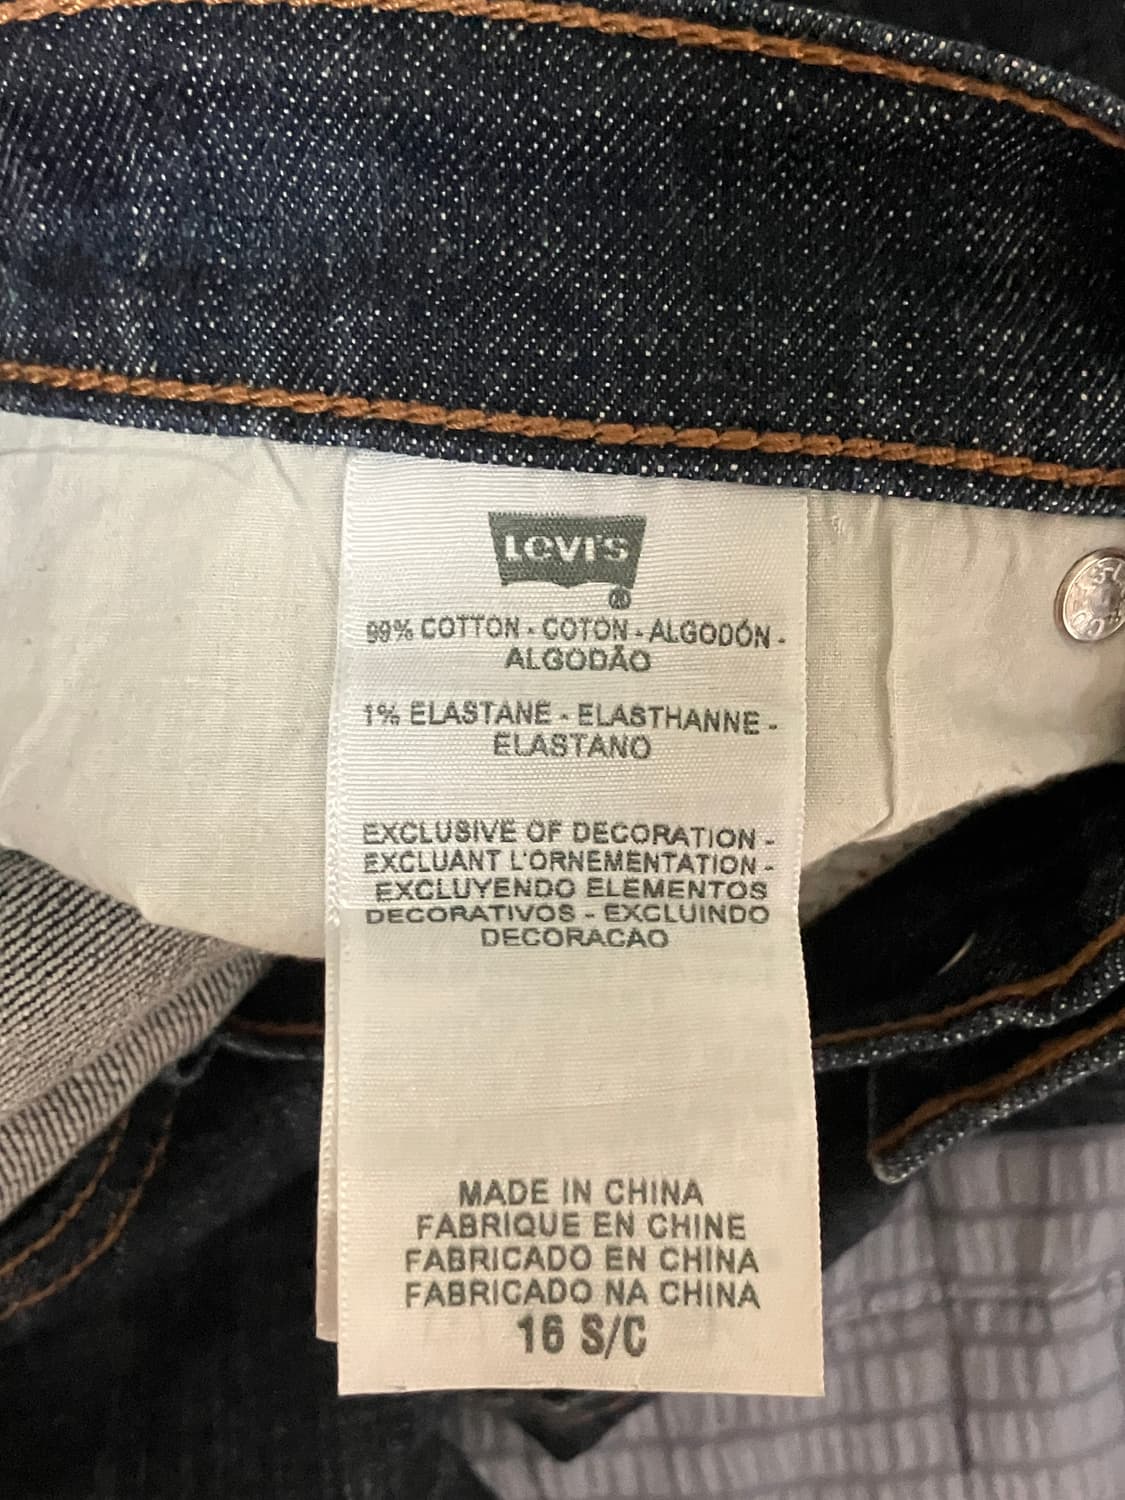 LEVI'S
®
99% COTTON - COTON - ALGODÓN -
ALGODÃO
1% ELASTANE - ELASTHANNE -
ELASTANO
EXCLUSIVE OF DECORATION -
EXCLUANT L'ORNEMENTATION -
EXCLUYENDO ELEMENTOS
DECORATIVOS - EXCLUINDO
DECORACAO
MADE IN CHINA
FABRIQUE EN CHINE
FABRICADO EN CHINA
FABRICADO NA CHINA
16 S/C